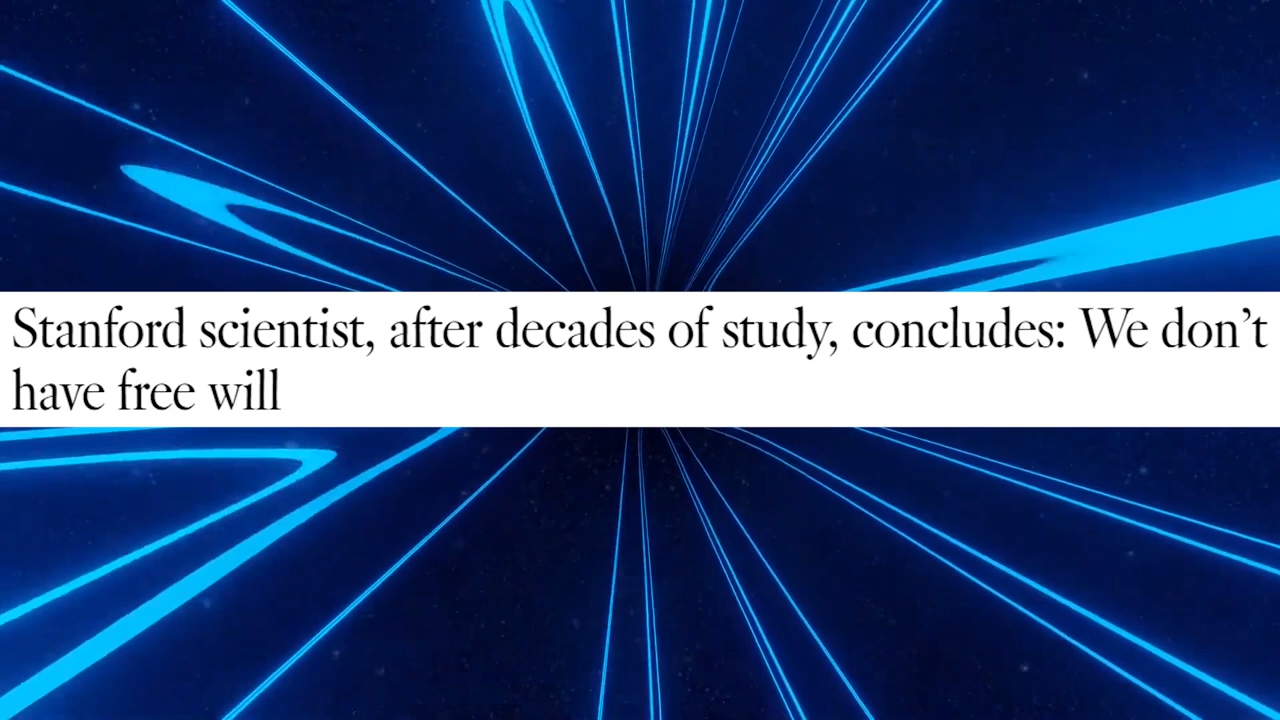 Stanford scientist, after decades of study, concludes: We don’t
have free will